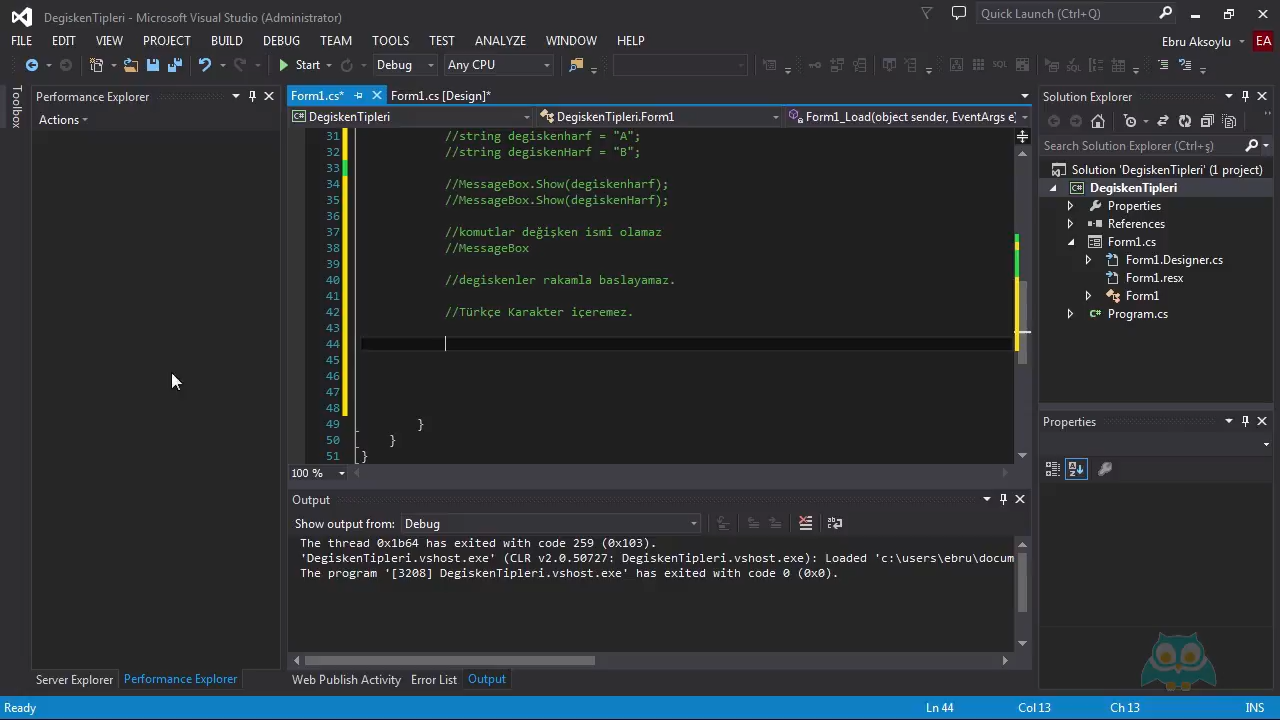 DegiskenTipleri - Microsoft Visual Studio (Administrator)
Quick Launch (Ctrl+Q)
FILE EDIT VIEW PROJECT BUILD DEBUG TEAM TOOLS TEST ANALYZE WINDOW HELP
Ebru Aksoylu EA
Start Debug Any CPU
Toolbox
Performance Explorer
Actions
Form1.cs* Form1.cs [Design]*
DegiskenTipleri DegiskenTipleri.Form1 Form1_Load(object sender, EventArgs e)
31 //string degiskenharf = "A";
32 //string degiskenHarf = "B";
33
34 //MessageBox.Show(degiskenharf);
35 //MessageBox.Show(degiskenHarf);
36
37 //komutlar değişken ismi olamaz
38 //MessageBox
39
40 //degiskenler rakamla baslayamaz.
41
42 //Türkçe Karakter içeremez.
43
44
45
46
47
48
49 }
50 }
51 }
100 %
Output
Show output from: Debug
The thread 0x1b64 has exited with code 259 (0x103).
'DegiskenTipleri.vshost.exe' (CLR v2.0.50727: DegiskenTipleri.vshost.exe): Loaded 'c:\users\ebru\docum
The program '[3208] DegiskenTipleri.vshost.exe' has exited with code 0 (0x0).
Server Explorer Performance Explorer
Web Publish Activity Error List Output
Solution Explorer
Search Solution Explorer (Ctrl+ş)
Solution 'DegiskenTipleri' (1 project)
DegiskenTipleri
Properties
References
Form1.cs
Form1.Designer.cs
Form1.resx
Form1
Program.cs
Properties
Ready Ln 44 Col 13 Ch 13 INS